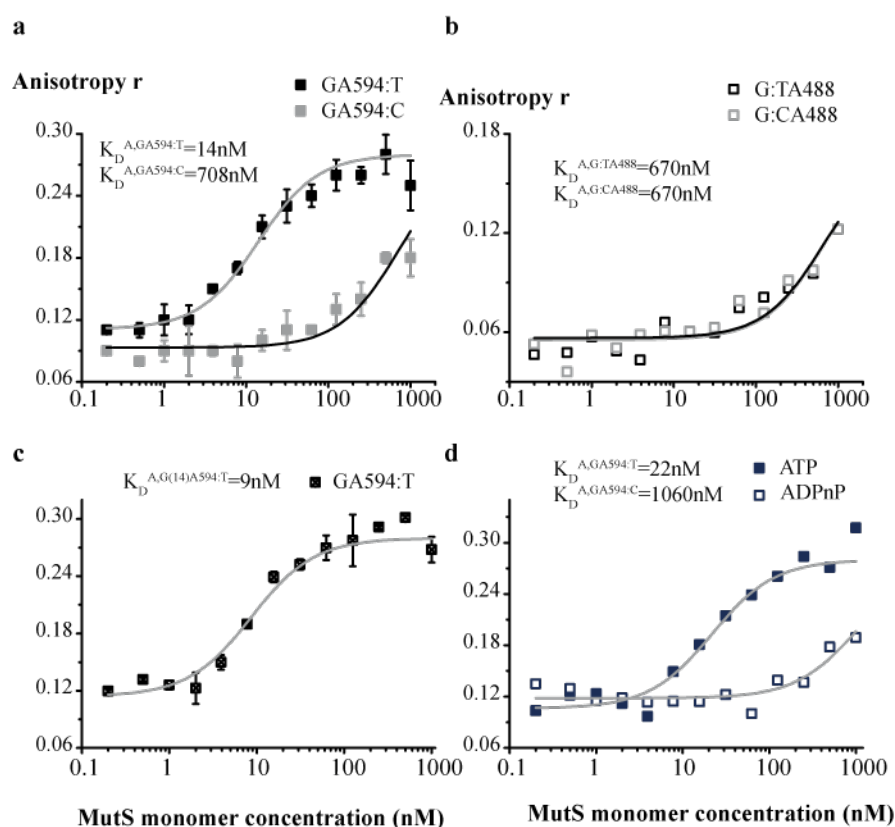 a
Anisotropy r
GA594:T
GA594:C
K_D^A,GA594:T=14nM
K_D^A,GA594:C=708nM
0.30
0.24
0.18
0.12
0.06
0.1 1 10 100 1000
b
Anisotropy r
G:TA488
G:CA488
K_D^A,G:TA488=670nM
K_D^A,G:CA488=670nM
0.18
0.12
0.06
0.1 1 10 100 1000
c
K_D^A,G(14)A594:T=9nM
GA594:T
0.30
0.24
0.18
0.12
0.06
0.1 1 10 100 1000
MutS monomer concentration (nM)
d
K_D^A,GA594:T=22nM
K_D^A,GA594:C=1060nM
ATP
ADPnP
0.30
0.24
0.18
0.12
0.06
0.1 1 10 100 1000
MutS monomer concentration (nM)